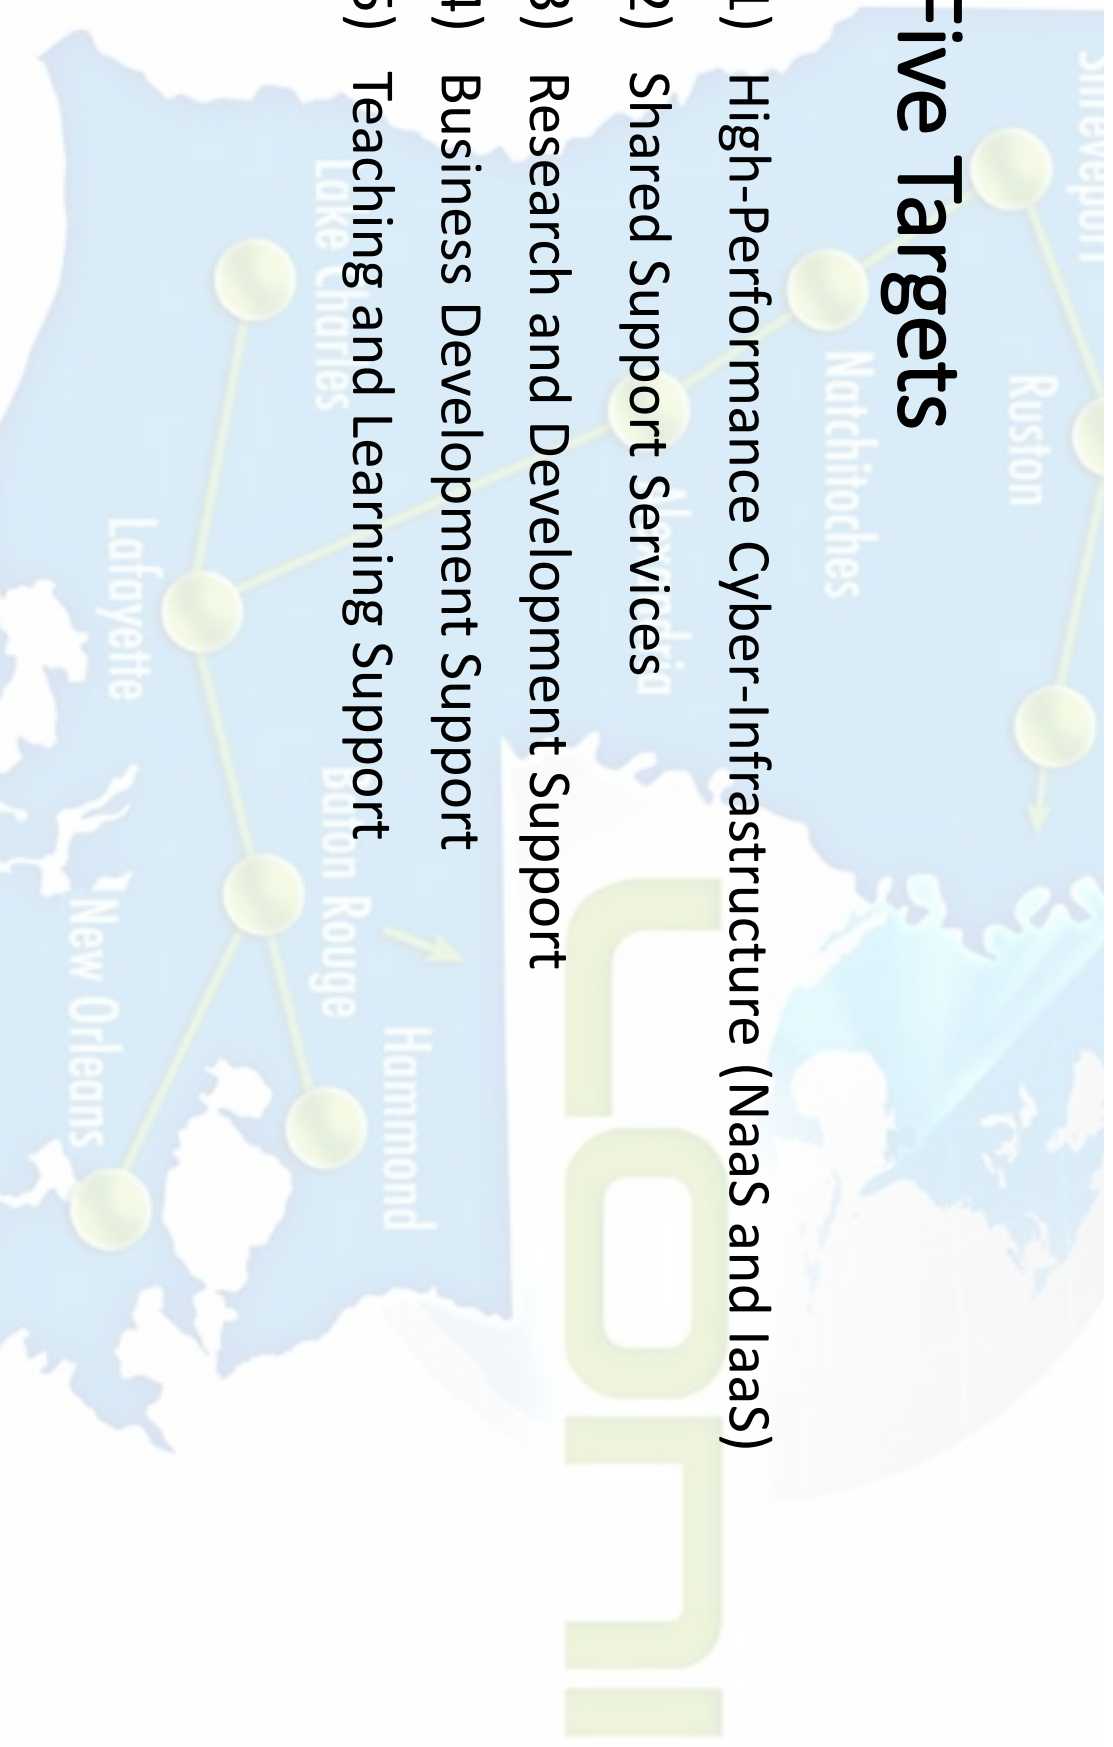 Five Targets
1) High-Performance Cyber-Infrastructure (NaaS and IaaS)
2) Shared Support Services
3) Research and Development Support
4) Business Development Support
5) Teaching and Learning Support
Shreveport
Ruston
Natchitoches
Alexandria
Lake Charles
Lafayette
Baton Rouge
Hammond
New Orleans
LONI